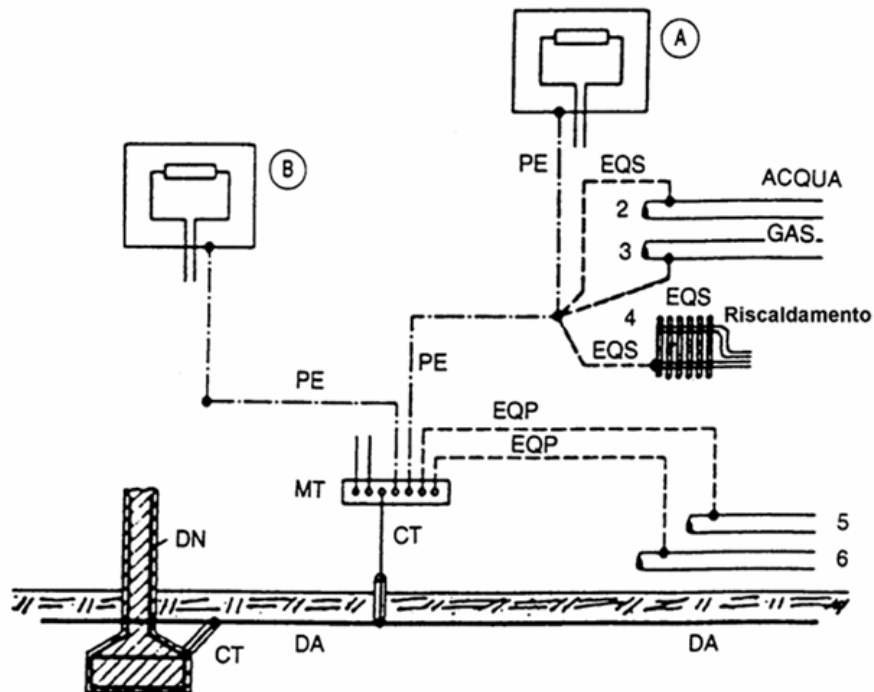 A
B
PE
EQS
ACQUA
2
GAS
3
EQS
4
Riscaldamento
EQS
PE
PE
EQP
EQP
MT
CT
5
DN
6
CT
DA
DA